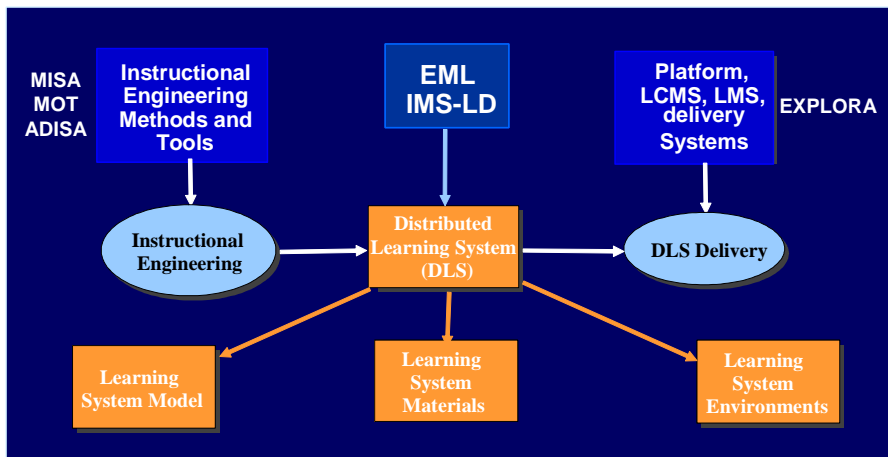 MISA
MOT
ADISA
Instructional
Engineering
Methods and
Tools
EML
IMS-LD
Platform,
LCMS, LMS,
delivery
Systems
EXPLORA
Instructional
Engineering
Distributed
Learning System
(DLS)
DLS Delivery
Learning
System Model
Learning
System
Materials
Learning
System
Environments